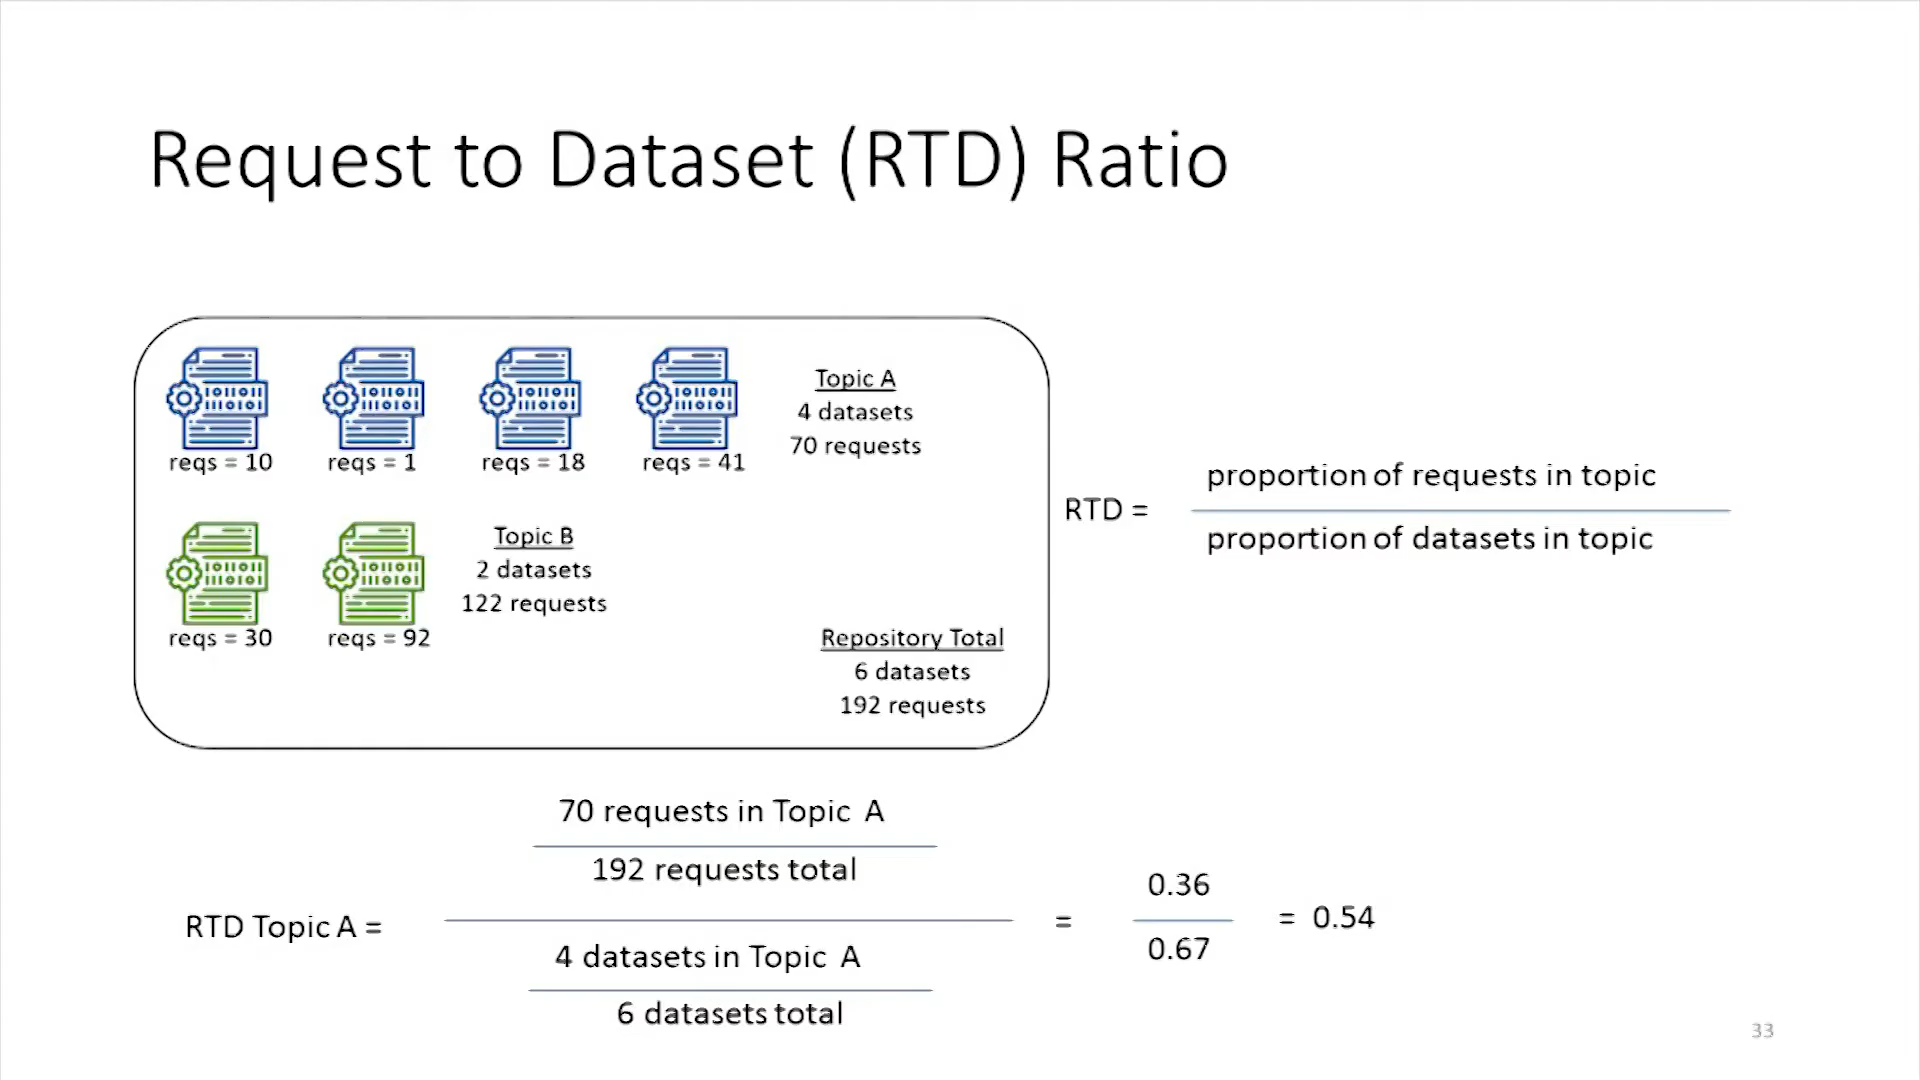 Request to Dataset (RTD) Ratio
reqs = 10
reqs = 1
reqs = 18
reqs = 41
Topic A
4 datasets
70 requests
reqs = 30
reqs = 92
Topic B
2 datasets
122 requests
Repository Total
6 datasets
192 requests
RTD =
proportion of requests in topic
proportion of datasets in topic
RTD Topic A =
70 requests in Topic A
192 requests total
4 datasets in Topic A
6 datasets total
=
0.36
0.67
= 0.54
33